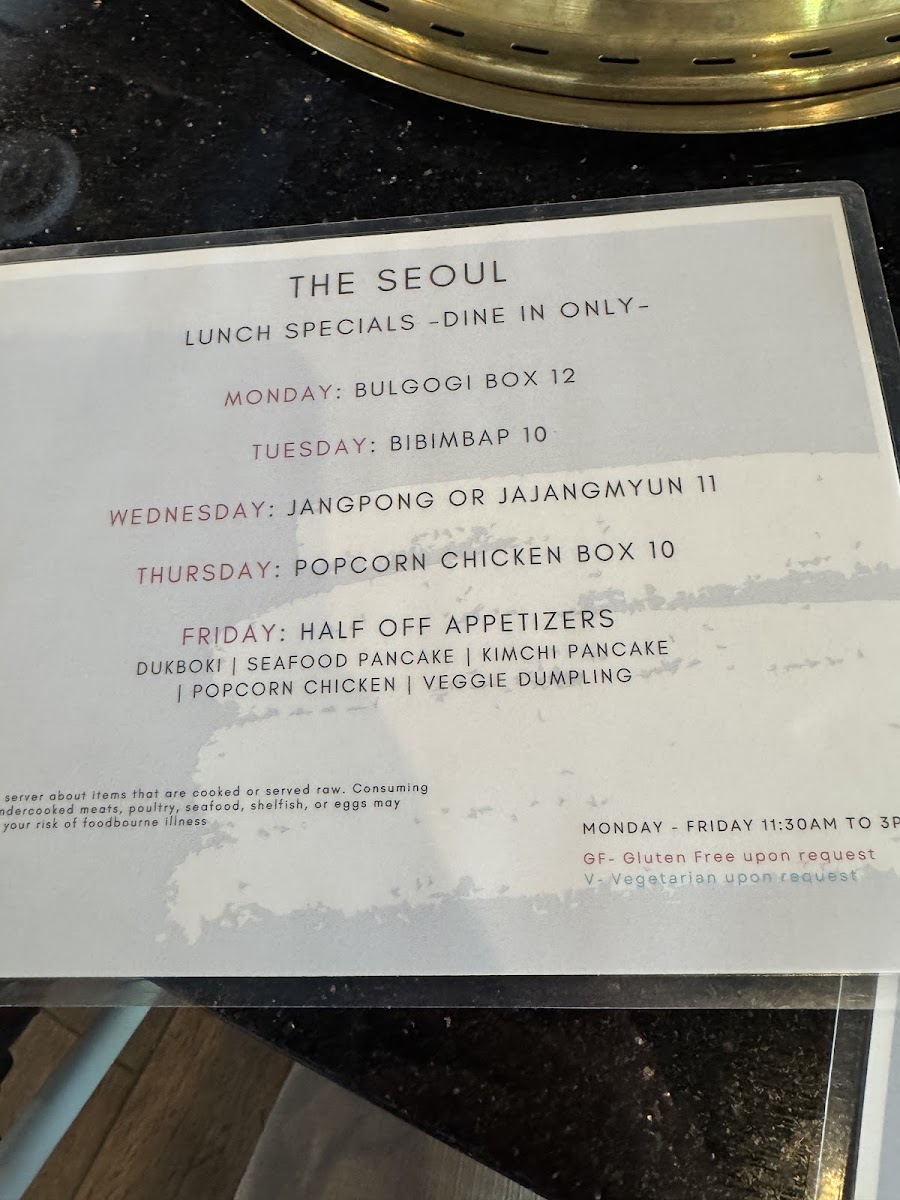 THE SEOUL
LUNCH SPECIALS -DINE IN ONLY-
MONDAY: BULGOGI BOX 12
TUESDAY: BIBIMBAP 10
WEDNESDAY: JANGPONG OR JAJANGMYUN 11
THURSDAY: POPCORN CHICKEN BOX 10
FRIDAY: HALF OFF APPETIZERS
DUKBOKI | SEAFOOD PANCAKE | KIMCHI PANCAKE
| POPCORN CHICKEN | VEGGIE DUMPLING
server about items that are cooked or served raw. Consuming
ndercooked meats, poultry, seafood, shelfish, or eggs may
your risk of foodbourne illness
MONDAY - FRIDAY 11:30AM TO 3P
GF- Gluten Free upon request
V- Vegetarian upon request